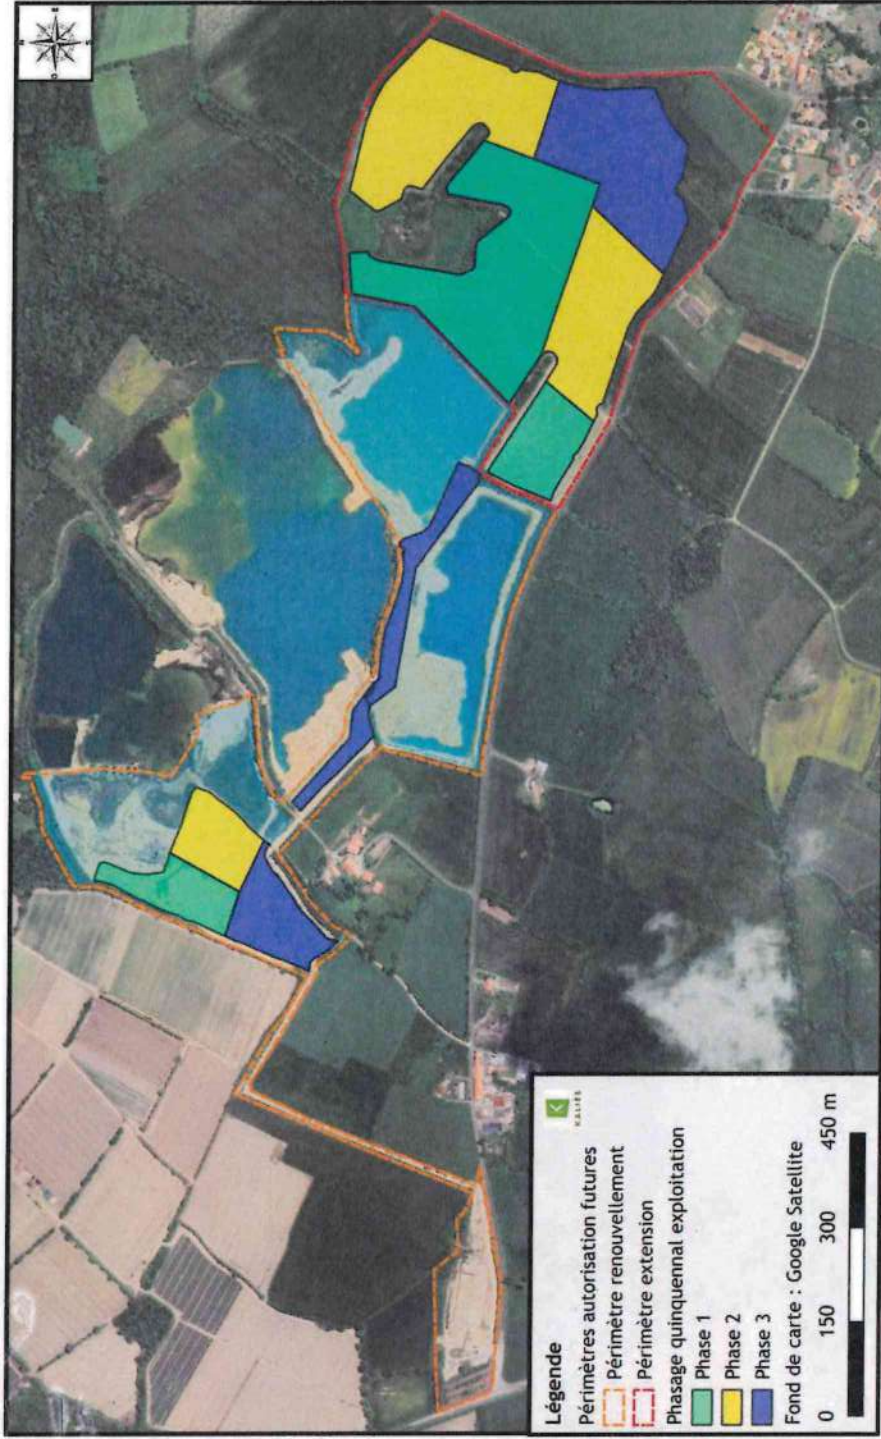 Légende
KALIES
Périmètres autorisation futures
Périmètre renouvellement
Périmètre extension
Phasage quinquennal exploitation
Phase 1
Phase 2
Phase 3
Fond de carte : Google Satellite
0 150 300 450 m